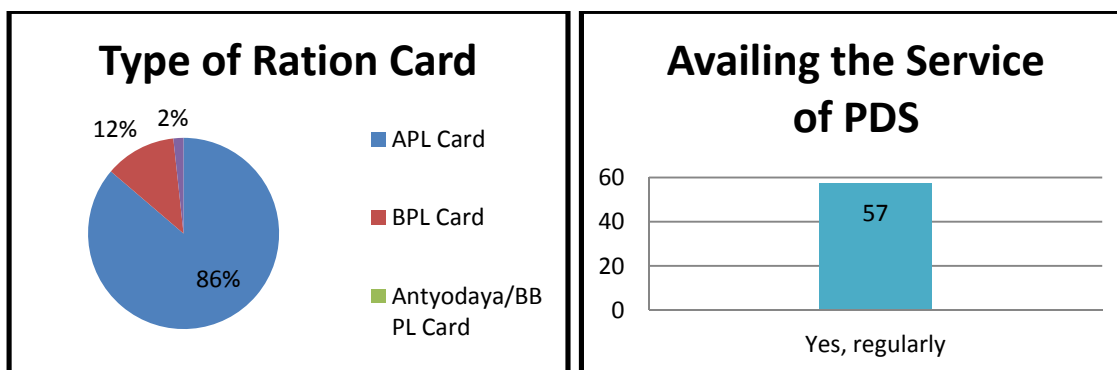 Type of Ration Card
12%
2%
86%
APL Card
BPL Card
Antyodaya/BB
PL Card
Availing the Service
of PDS
60
40
20
0
57
Yes, regularly